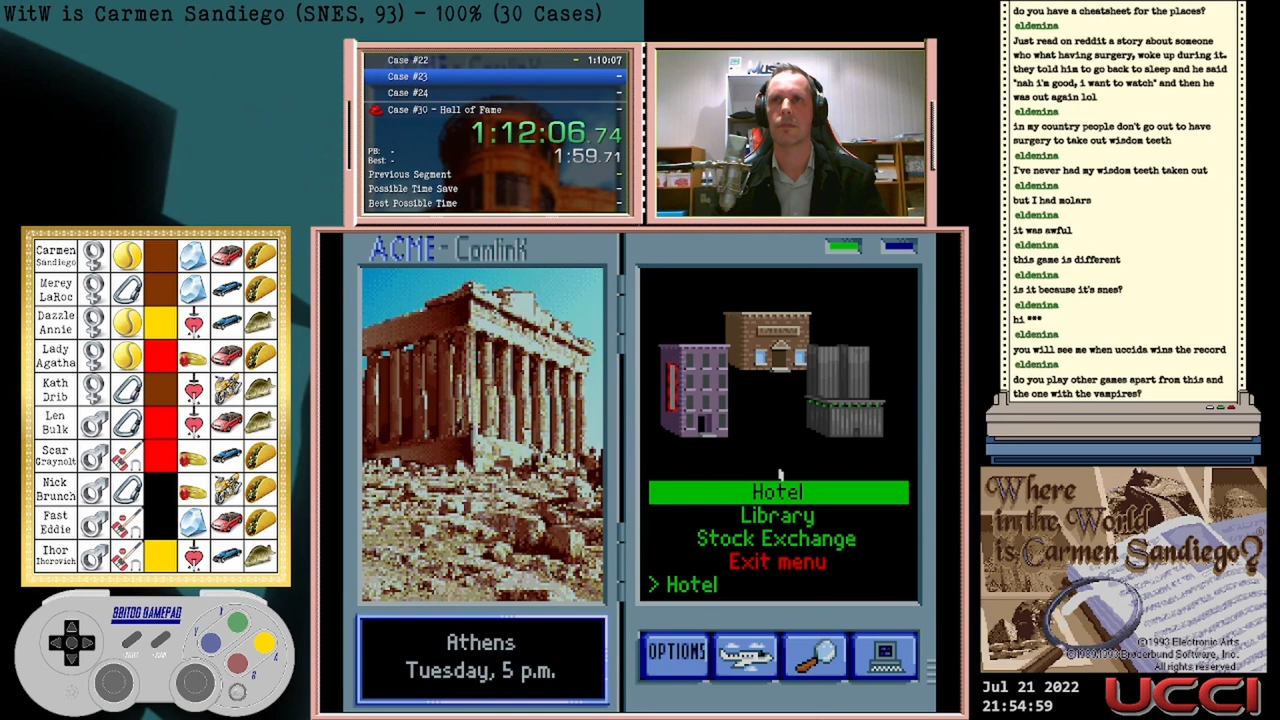 WitW is Carmen Sandiego (SNES, 93) - 100% (30 Cases)
Case #22 - 1:10:07
Case #23 -
Case #24 -
Case #30 - Hall of Fame -
1:12:06.74
PB: -
1:59.71
Best: -
Previous Segment -
Possible Time Save -
Best Possible Time -
Music
do you have a cheatsheet for the places?
eldenina
Just read on reddit a story about someone
who what having surgery, woke up during it.
they told him to go back to sleep and he said
"nah i'm good, i want to watch" and then he
was out again lol
eldenina
in my country people don't go out to have
surgery to take out wisdom teeth
eldenina
I've never had my wisdom teeth taken out
eldenina
but I had molars
eldenina
it was awful
eldenina
this game is different
eldenina
is it because it's snes?
eldenina
hi ***
eldenina
you will see me when uccida wins the record
eldenina
do you play other games apart from this and
the one with the vampires?
Carmen
Sandiego
Merey
LaRoc
Dazzle
Annie
Lady
Agatha
Kath
Drib
Len
Bulk
Scar
Graynolt
Nick
Brunch
Fast
Eddie
Ihor
Ihorovich
ACME - Comlink
Hotel
Library
Stock Exchange
Exit menu
> Hotel
Athens
Tuesday, 5 p.m.
OPTIONS
8BITDO GAMEPAD
Where
in the World
is Carmen Sandiego?
©1993 Electronic Arts
All rights reserved.
Jul 21 2022
21:54:59
UCCI